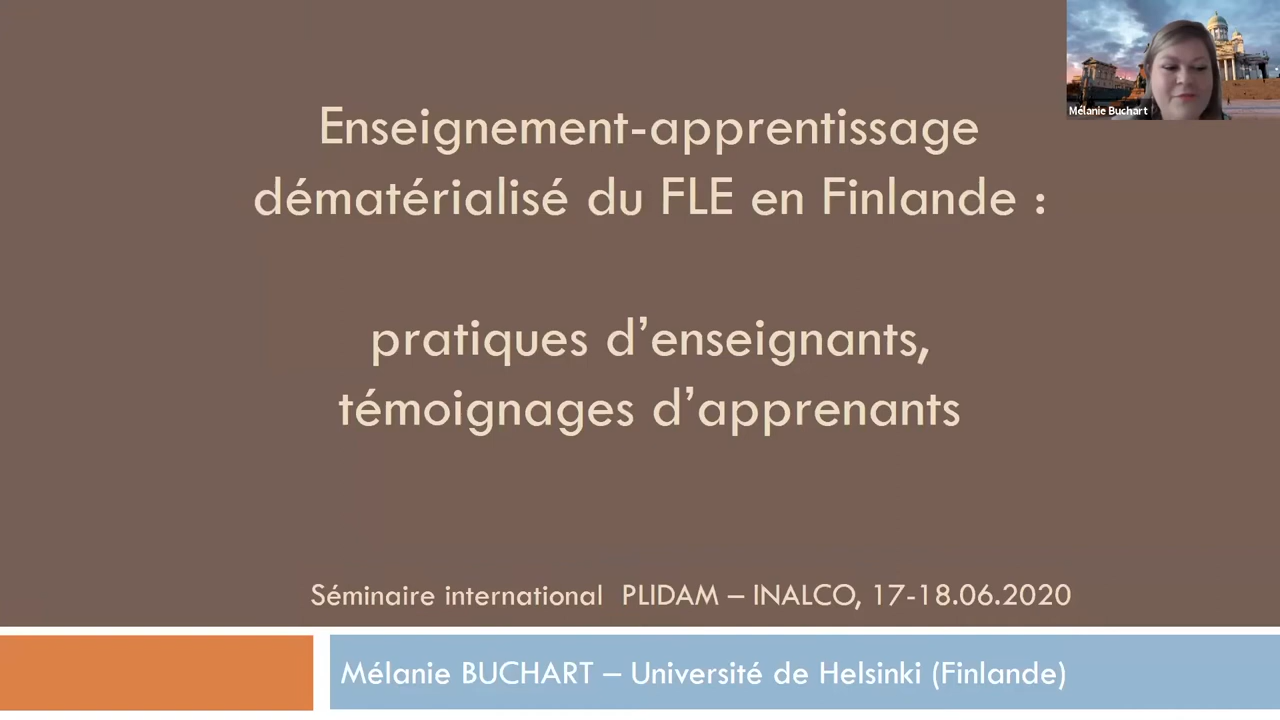 Mélanie Buchart
Enseignement-apprentissage
dématérialisé du FLE en Finlande :
pratiques d’enseignants,
témoignages d’apprenants
Séminaire international PLIDAM – INALCO, 17-18.06.2020
Mélanie BUCHART – Université de Helsinki (Finlande)